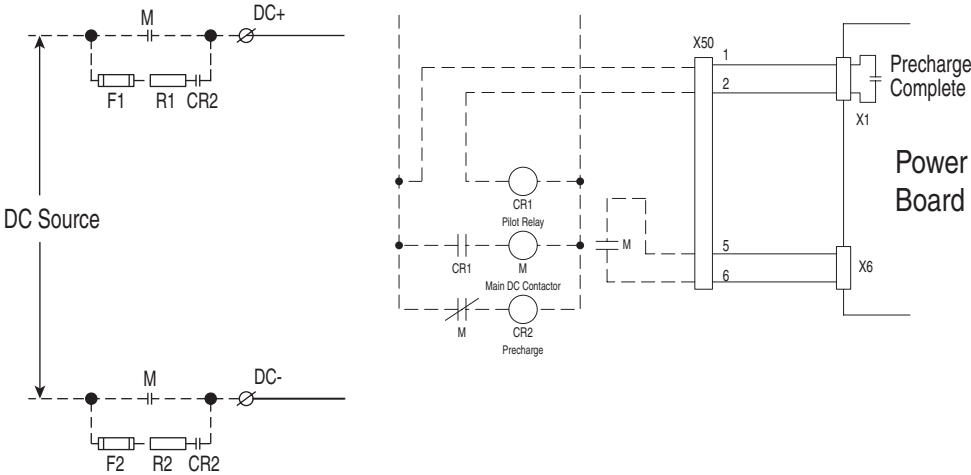 M
DC+
F1
R1
CR2
DC Source
M
DC-
F2
R2
CR2
X50
1
2
Precharge
Complete
X1
Power
Board
CR1
Pilot Relay
M
5
6
X6
CR1
M
Main DC Contactor
M
CR2
Precharge